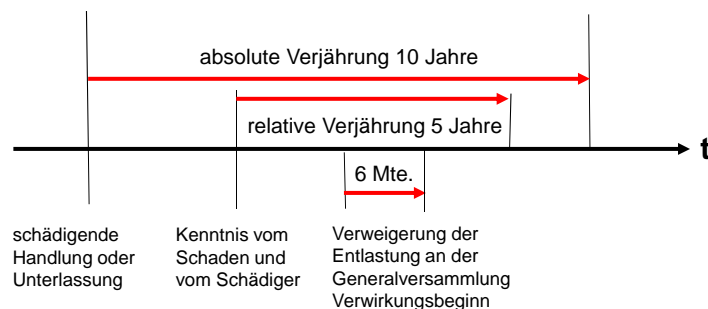 absolute Verjährung 10 Jahre
relative Verjährung 5 Jahre
t
6 Mte.
schädigende
Handlung oder
Unterlassung
Kenntnis vom
Schaden und
vom Schädiger
Verweigerung der
Entlastung an der
Generalversammlung
Verwirkungsbeginn